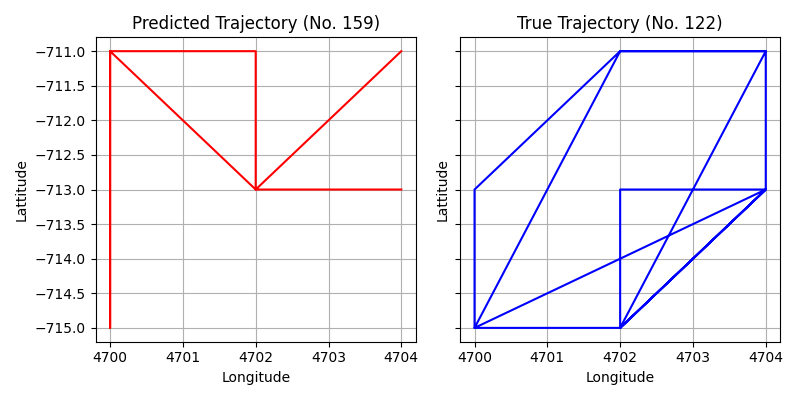 Predicted Trajectory (No. 159)
Lattitude
−711.0
−711.5
−712.0
−712.5
−713.0
−713.5
−714.0
−714.5
−715.0
4700 4701 4702 4703 4704
Longitude
True Trajectory (No. 122)
Lattitude
4700 4701 4702 4703 4704
Longitude